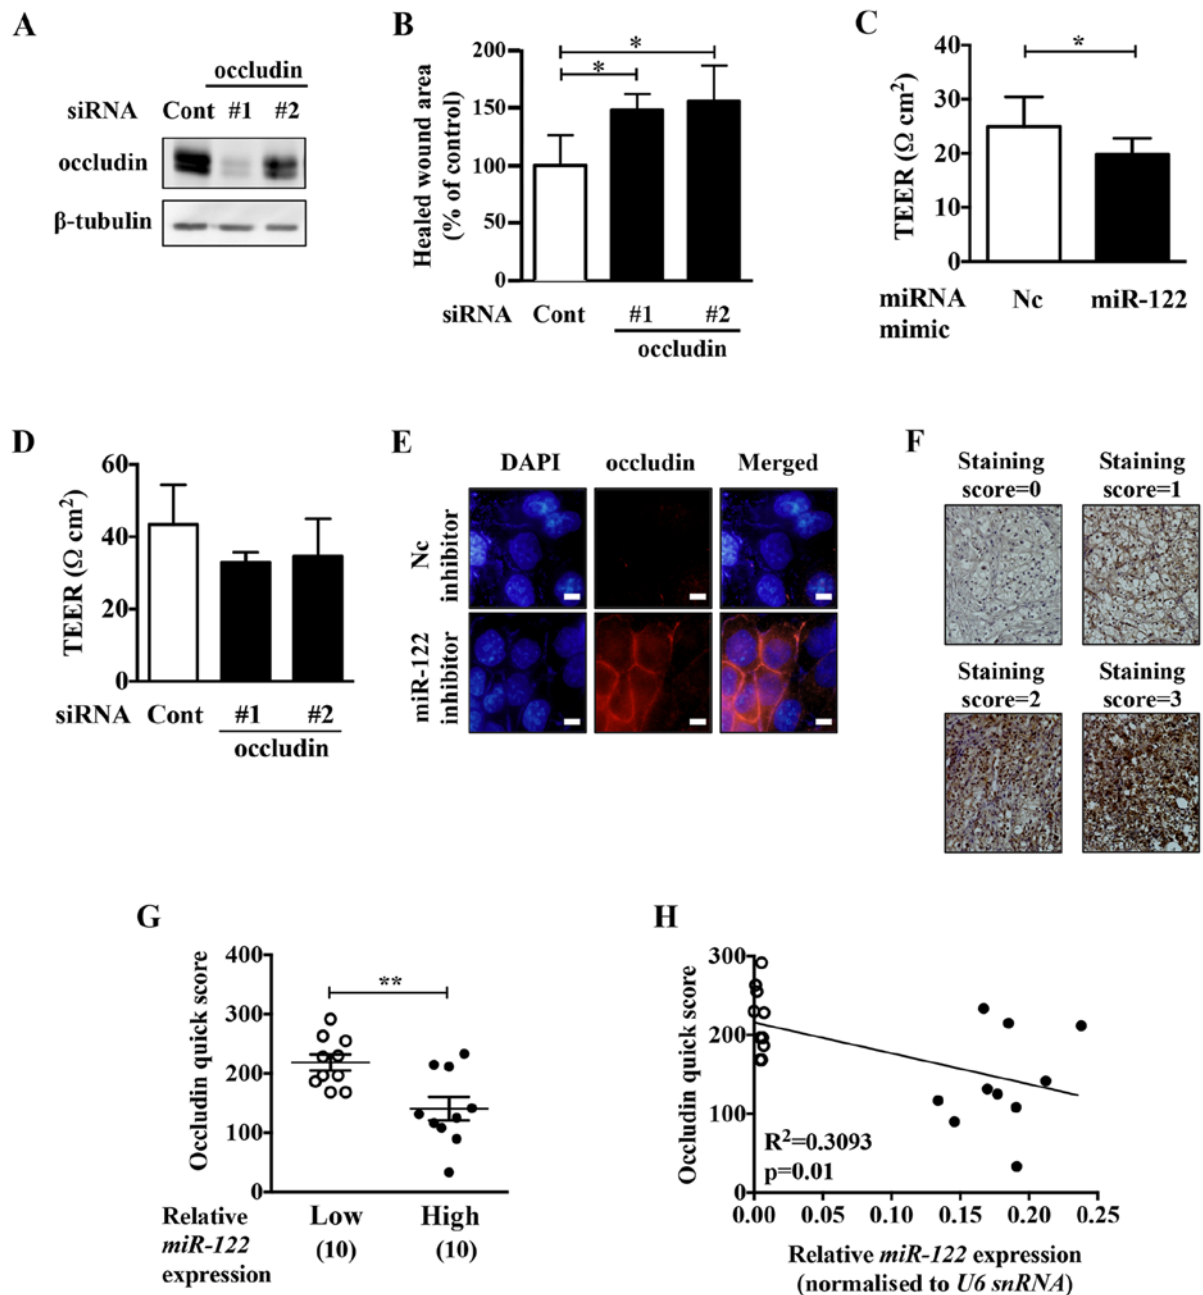 A
occludin
siRNA Cont #1 #2
occludin
β-tubulin
B
Healed wound area
(% of control)
200
150
100
50
0
*
*
siRNA Cont #1 #2
occludin
C
TEER (Ω cm²)
40
30
20
10
0
*
miRNA
mimic
Nc miR-122
D
TEER (Ω cm²)
60
40
20
0
siRNA Cont #1 #2
occludin
E
DAPI occludin Merged
Nc
inhibitor
miR-122
inhibitor
F
Staining
score=0
Staining
score=1
Staining
score=2
Staining
score=3
G
Occludin quick score
400
300
200
100
0
**
Relative
miR-122
expression
Low
(10)
High
(10)
H
Occludin quick score
300
200
100
0
R²=0.3093
p=0.01
0.00 0.05 0.10 0.15 0.20 0.25
Relative miR-122 expression
(normalised to U6 snRNA)